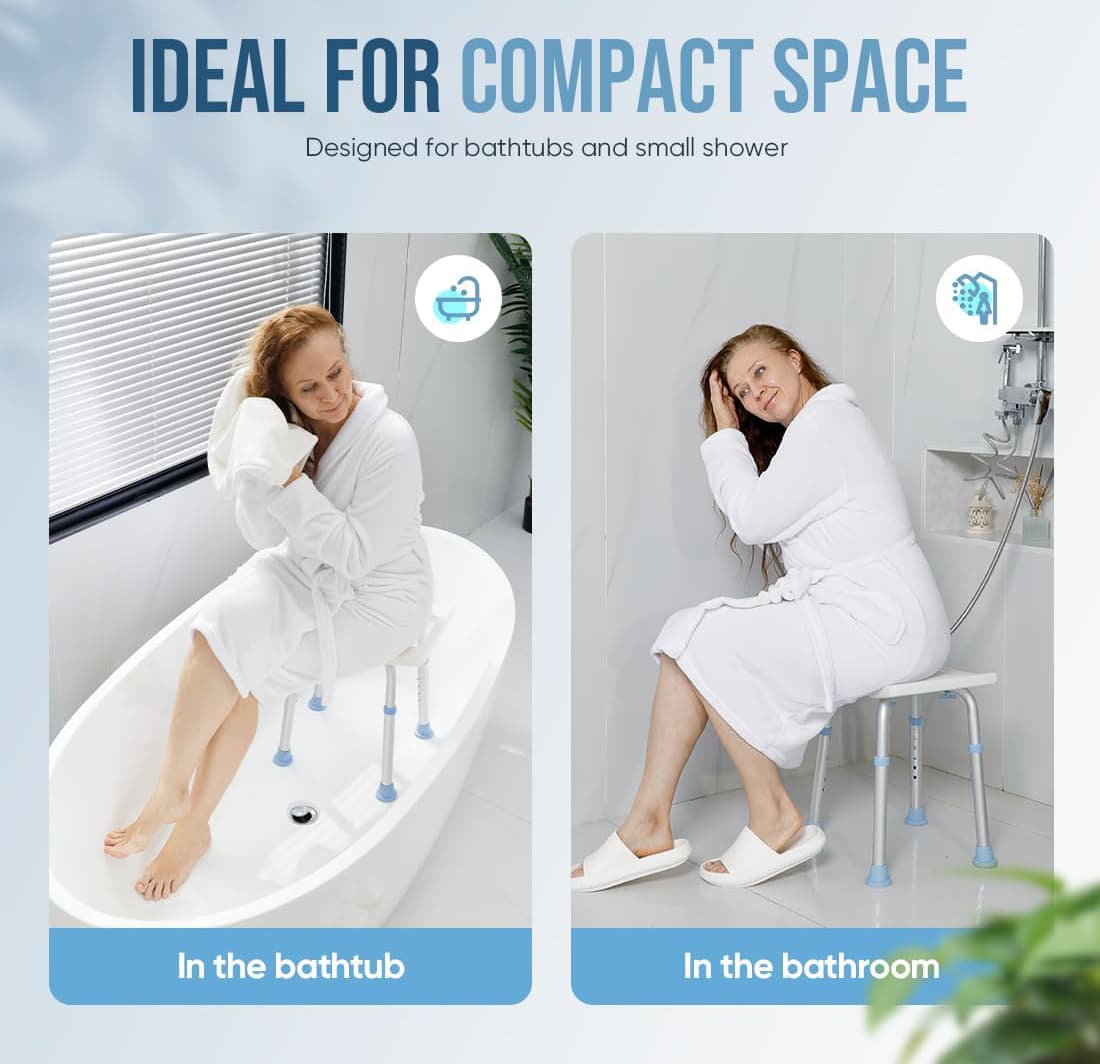 IDEAL FOR COMPACT SPACE
Designed for bathtubs and small shower
In the bathtub
In the bathroom